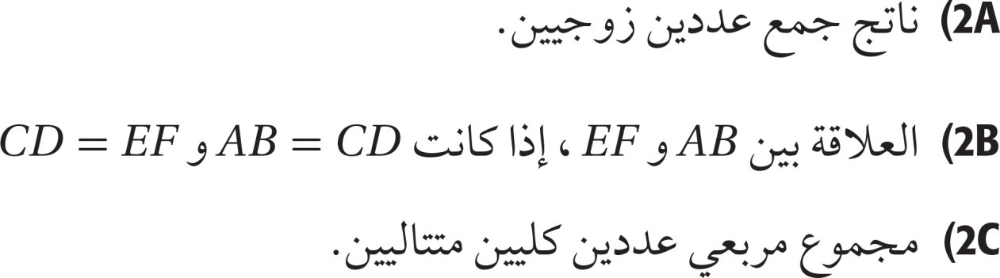 (2A ناتج جمع عددين زوجيين.
(2B العلاقة بين AB و EF ، إذا كانت AB = CD و CD = EF
(2C مجموع مربعي عددين كليين متتاليين.